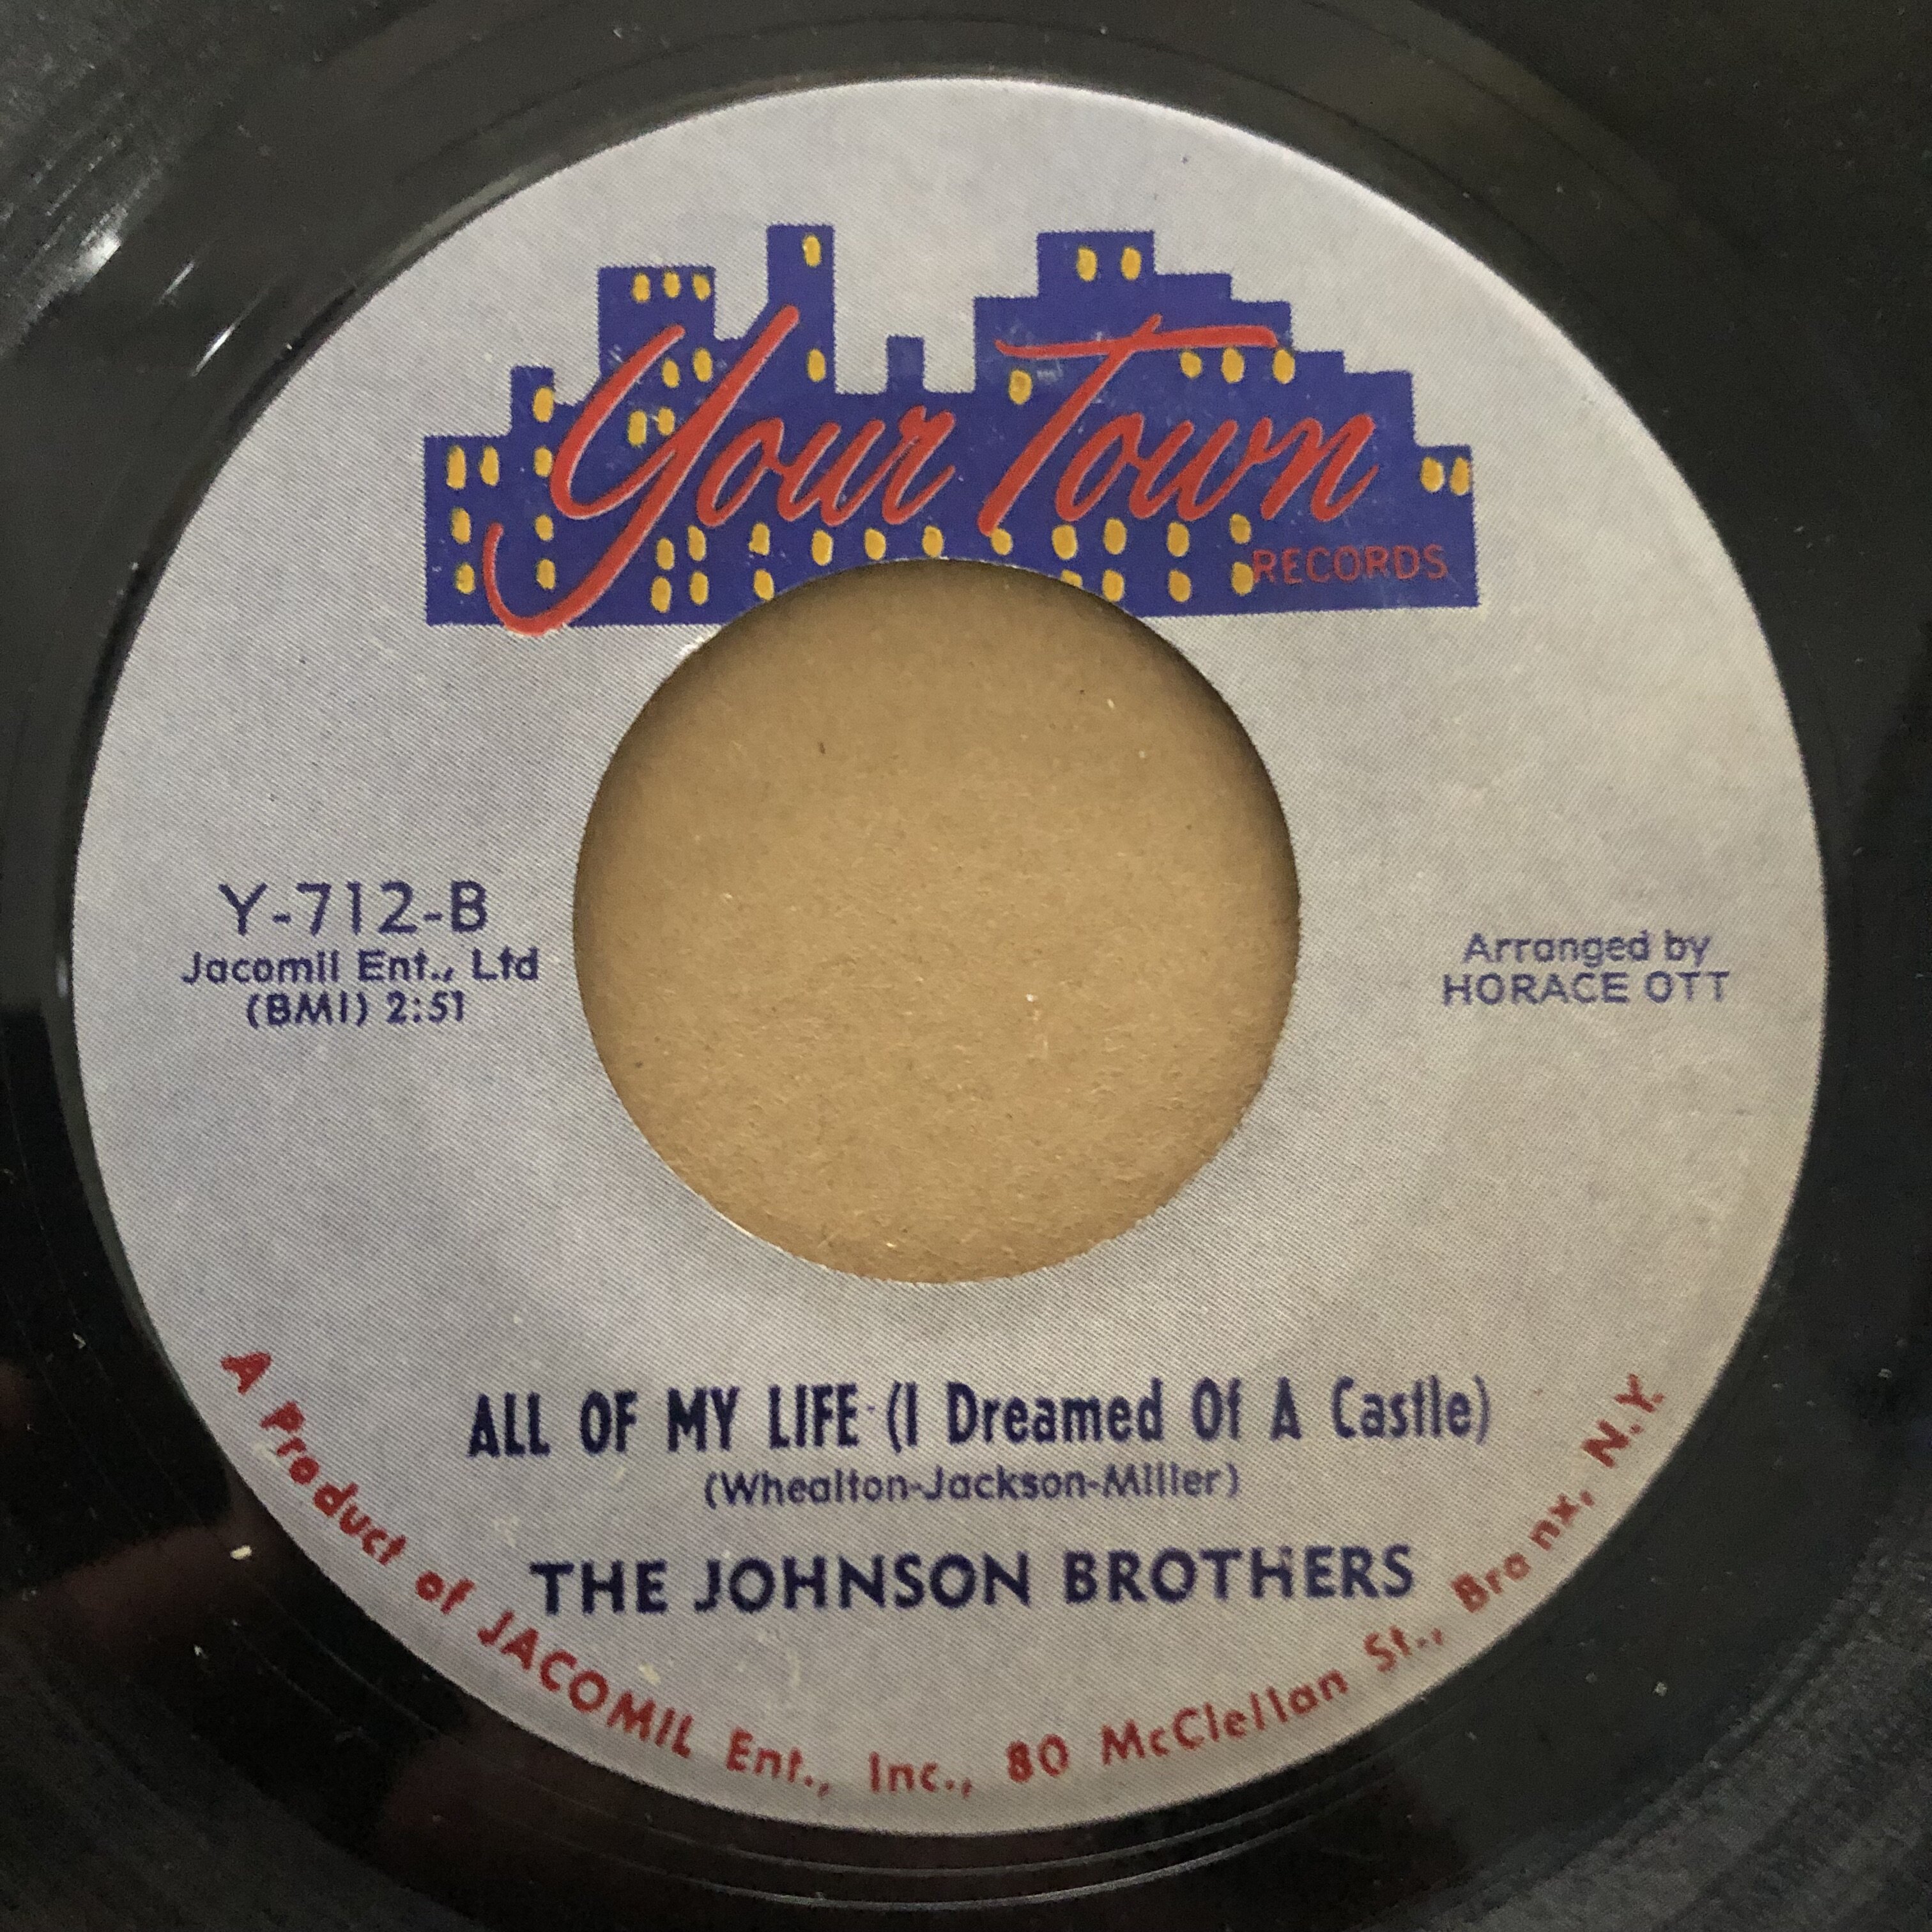 Your Town
RECORDS
Y-712-B
Jacomil Ent., Ltd
(BMI) 2:51
Arranged by
HORACE OTT
ALL OF MY LIFE (I Dreamed Of A Castle)
(Whealton-Jackson-Miller)
THE JOHNSON BROTHERS
A Product of JACOMIL Ent., Inc., 80 McClellan St., Bronx, N.Y.